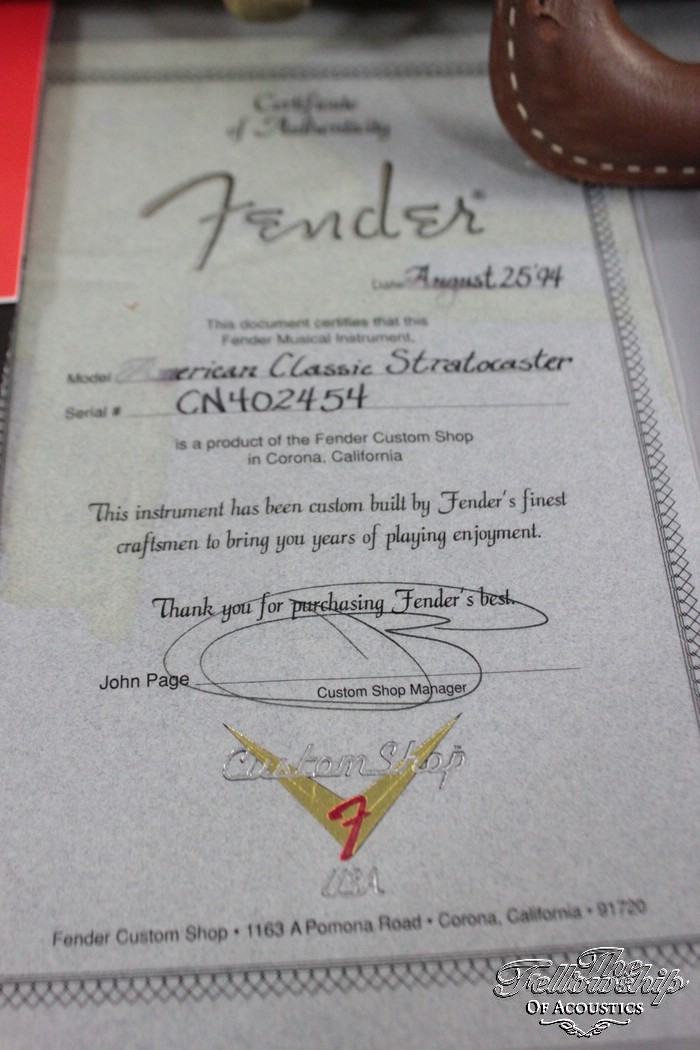 Certificate
of Authenticity
Fender®
Date August 25 '94
This document certifies that this
Fender Musical Instrument,
Model American Classic Stratocaster
Serial # CN402454
is a product of the Fender Custom Shop
in Corona, California
This instrument has been custom built by Fender's finest
craftsmen to bring you years of playing enjoyment.
Thank you for purchasing Fender's best.
John Page
Custom Shop Manager
Custom Shop™
F
USA
Fender Custom Shop • 1163 A Pomona Road • Corona, California • 91720
The
Fellowship
OF ACOUSTICS